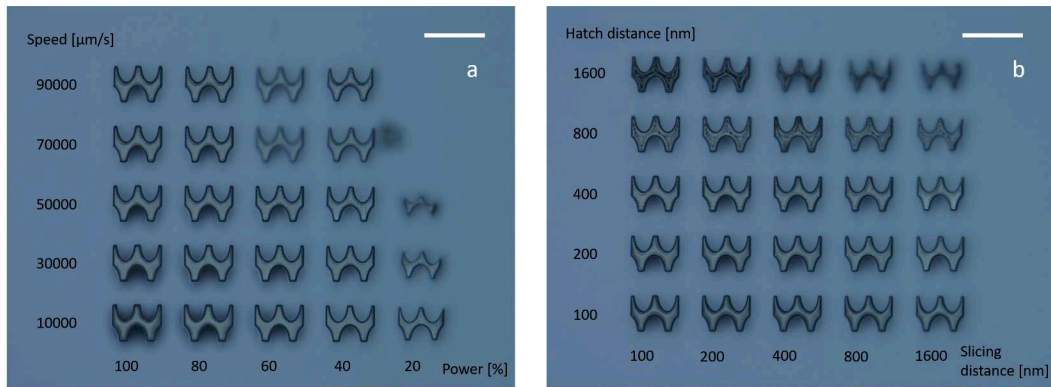 Speed [µm/s]
a
90000
70000
50000
30000
10000
100 80 60 40 20 Power [%]
Hatch distance [nm]
b
1600
800
400
200
100
100 200 400 800 1600 Slicing
distance [nm]